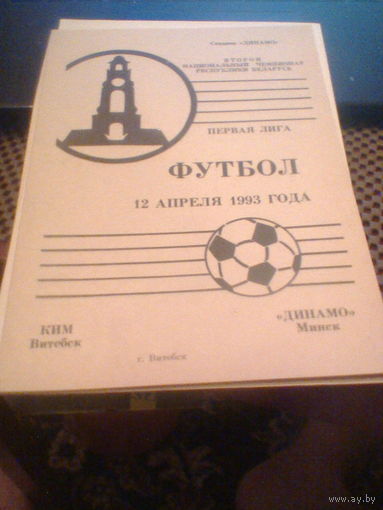 Стадион «ДИНАМО»
ВТОРОЙ
НАЦИОНАЛЬНЫЙ ЧЕМПИОНАТ
РЕСПУБЛИКИ БЕЛАРУСЬ
ПЕРВАЯ ЛИГА
ФУТБОЛ
12 АПРЕЛЯ 1993 ГОДА
КИМ
Витебск
«ДИНАМО»
Минск
г. Витебск
© www.ay.by